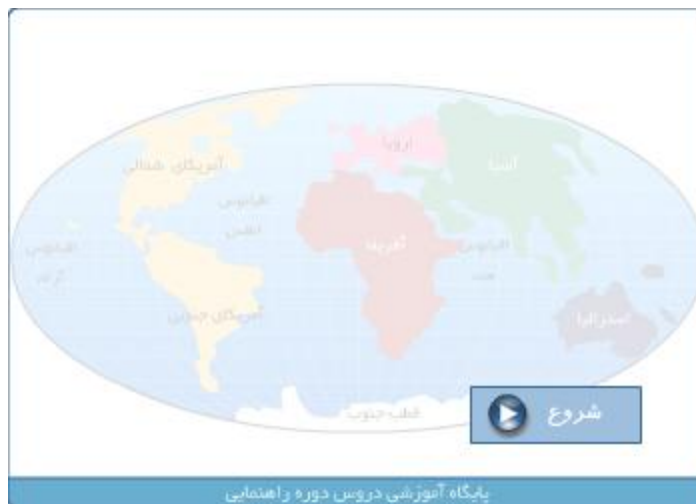 اروپا
آمریکای شمالی
آسیا
اقیانوس
اطلس
آفریقا
اقیانوس
هند
اقیانوس
آرام
آمریکای جنوبی
استرالیا
قطب جنوب
شروع
پایگاه آموزشی دروس دوره راهنمایی